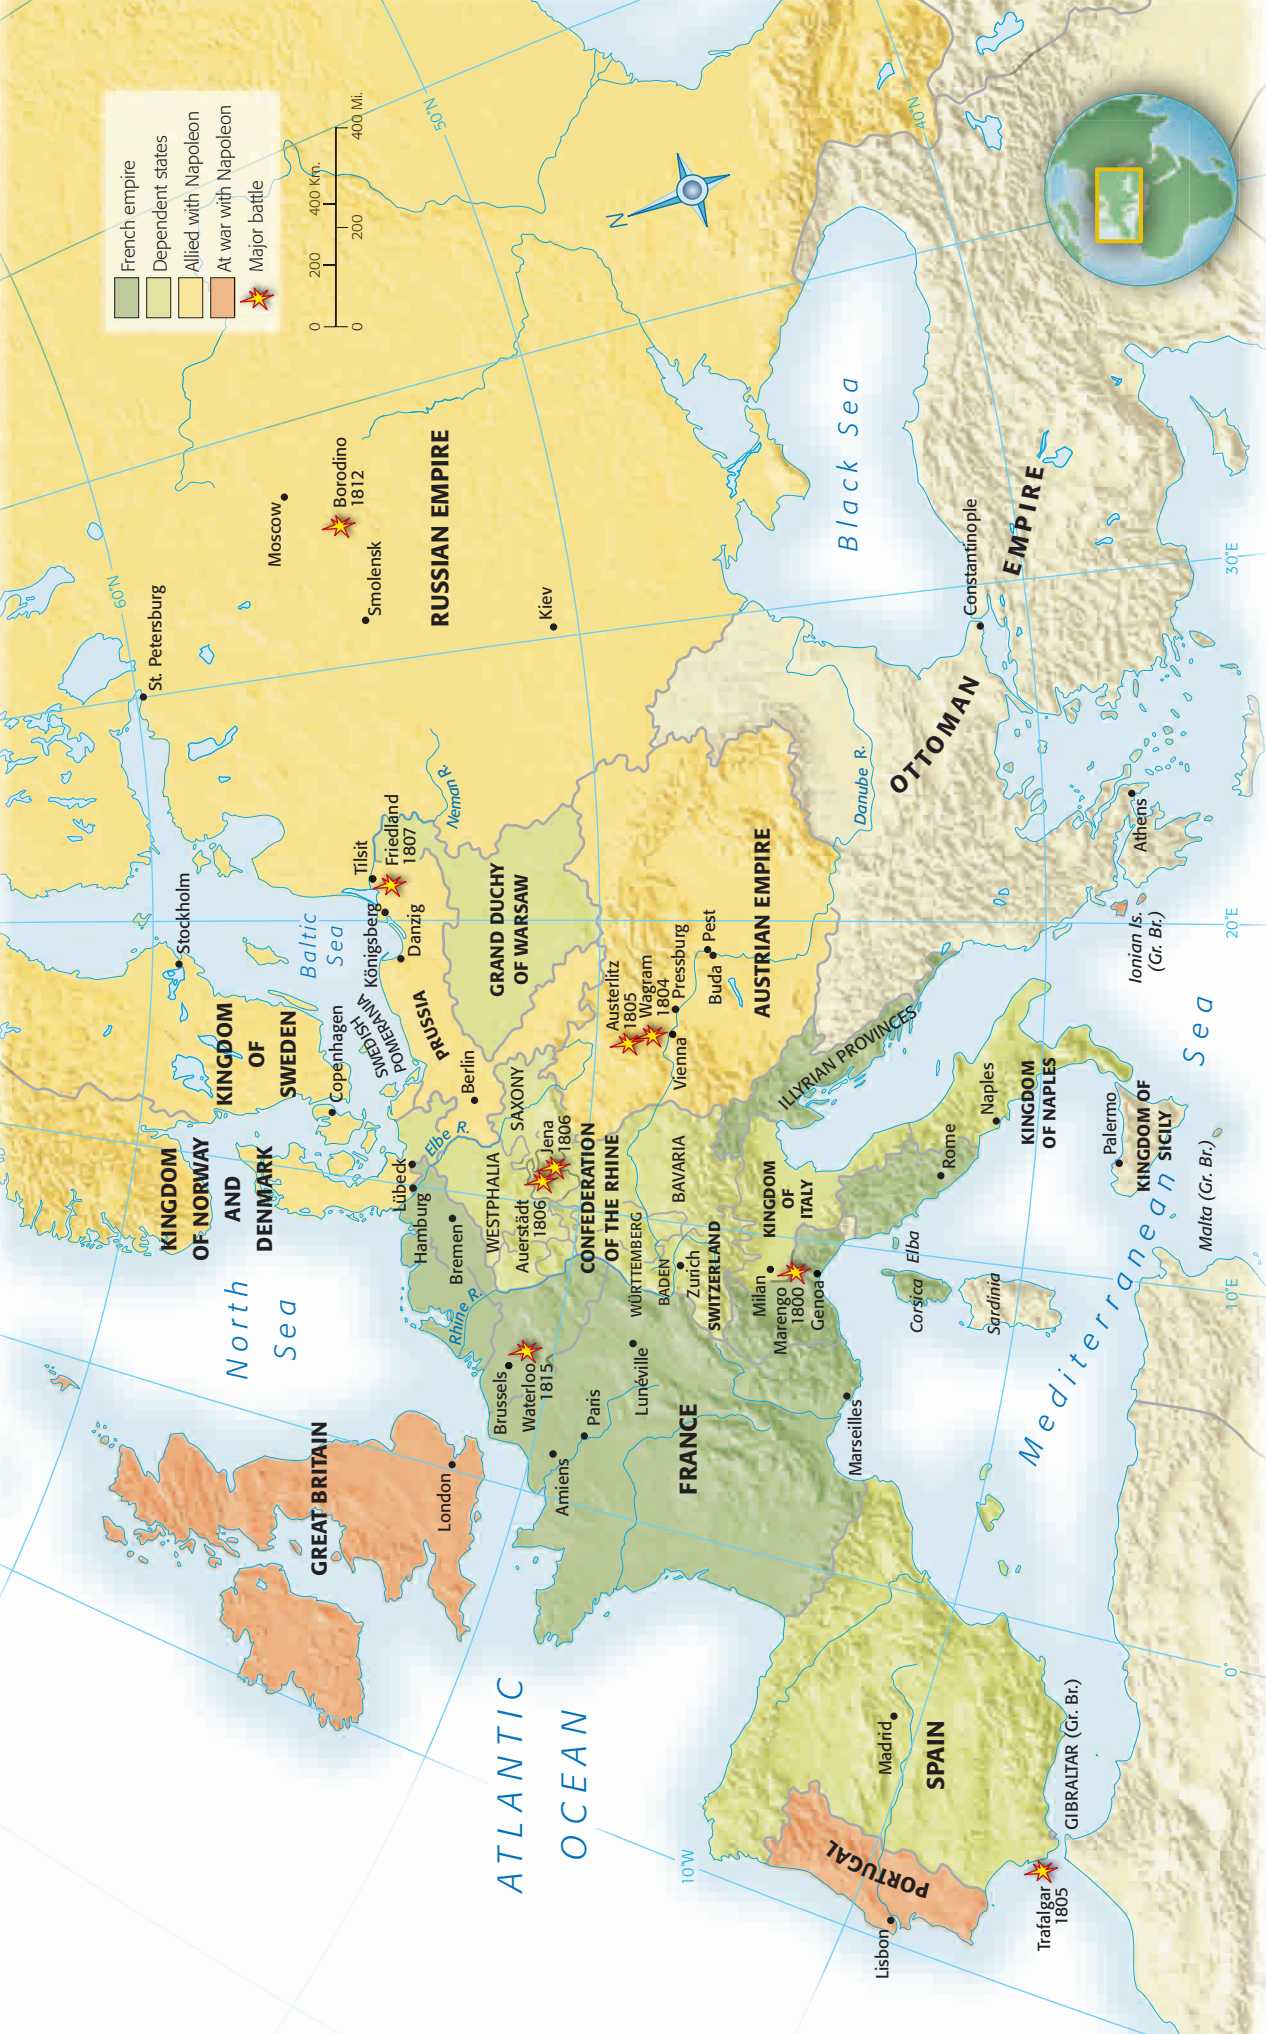 French empire
Dependent states
Allied with Napoleon
At war with Napoleon
Major battle
0 200 400 Km.
0 200 400 Mi.
N
60°N
50°N
40°N
10°W
0°
10°E
20°E
30°E
ATLANTIC
OCEAN
North
Sea
Baltic
Sea
Black Sea
Mediterranean Sea
GREAT BRITAIN
London
KINGDOM
OF NORWAY
AND
DENMARK
KINGDOM
OF
SWEDEN
Stockholm
Copenhagen
SWEDISH
POMERANIA
St. Petersburg
Moscow
Borodino
1812
Smolensk
RUSSIAN EMPIRE
Kiev
Tilsit
Friedland
1807
Neman R.
Königsberg
Danzig
PRUSSIA
Berlin
GRAND DUCHY
OF WARSAW
Lübeck
Hamburg
Bremen
Elbe R.
Rhine R.
WESTPHALIA
SAXONY
Jena
1806
Auerstädt
1806
CONFEDERATION
OF THE RHINE
Brussels
Waterloo
1815
Amiens
Paris
Lunéville
FRANCE
Marseilles
WÜRTTEMBERG
BADEN
BAVARIA
Zurich
SWITZERLAND
Austerlitz
1805
Wagram
1804
Pressburg
Vienna
Buda
Pest
AUSTRIAN EMPIRE
Danube R.
Milan
Marengo
1800
Genoa
KINGDOM
OF
ITALY
ILLYRIAN PROVINCES
Elba
Corsica
Sardinia
Rome
Naples
KINGDOM
OF NAPLES
Palermo
KINGDOM OF
SICILY
Malta (Gr. Br.)
Ionian Is.
(Gr. Br.)
Athens
OTTOMAN
EMPIRE
Constantinople
SPAIN
Madrid
PORTUGAL
Lisbon
Trafalgar
1805
GIBRALTAR (Gr. Br.)